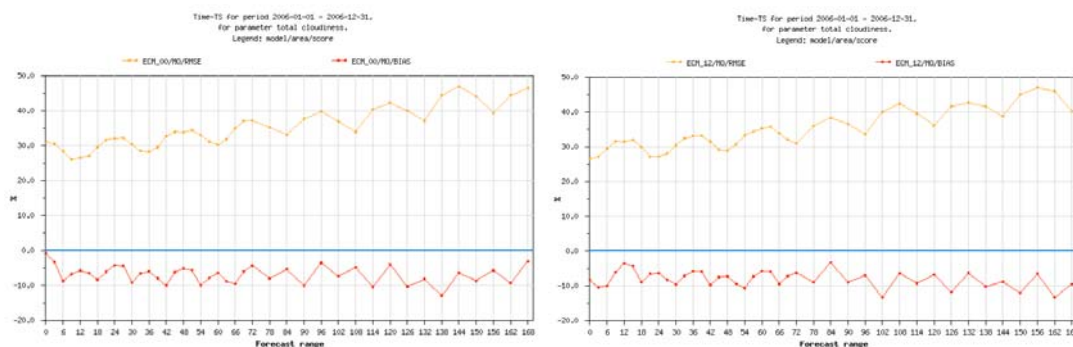 Time-TS for period 2006-01-01 - 2006-12-31.
for parameter total cloudiness.
Legend: model/area/score
ECM_00/MO/RMSE
ECM_00/MO/BIAS
50.0
40.0
30.0
20.0
10.0
0.0
-10.0
-20.0
%
0 6 12 18 24 30 36 42 48 54 60 66 72 78 84 90 96 102 108 114 120 126 132 138 144 150 156 162 168
Forecast range
Time-TS for period 2006-01-01 - 2006-12-31.
for parameter total cloudiness.
Legend: model/area/score
ECM_12/MO/RMSE
ECM_12/MO/BIAS
50.0
40.0
30.0
20.0
10.0
0.0
-10.0
-20.0
%
0 6 12 18 24 30 36 42 48 54 60 66 72 78 84 90 96 102 108 114 120 126 132 138 144 150 156 162 168
Forecast range